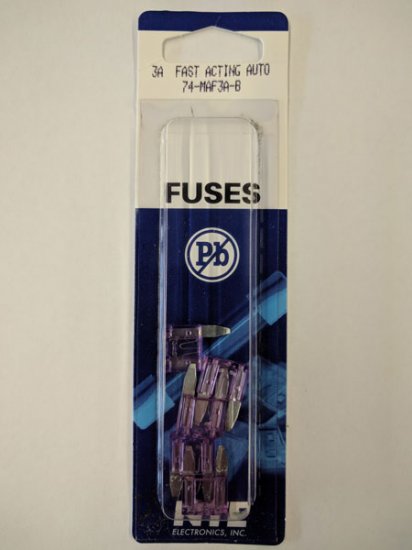 3A FAST ACTING AUTO
74-MAF3A-B
FUSES
Pb
NTE
ELECTRONICS, INC.